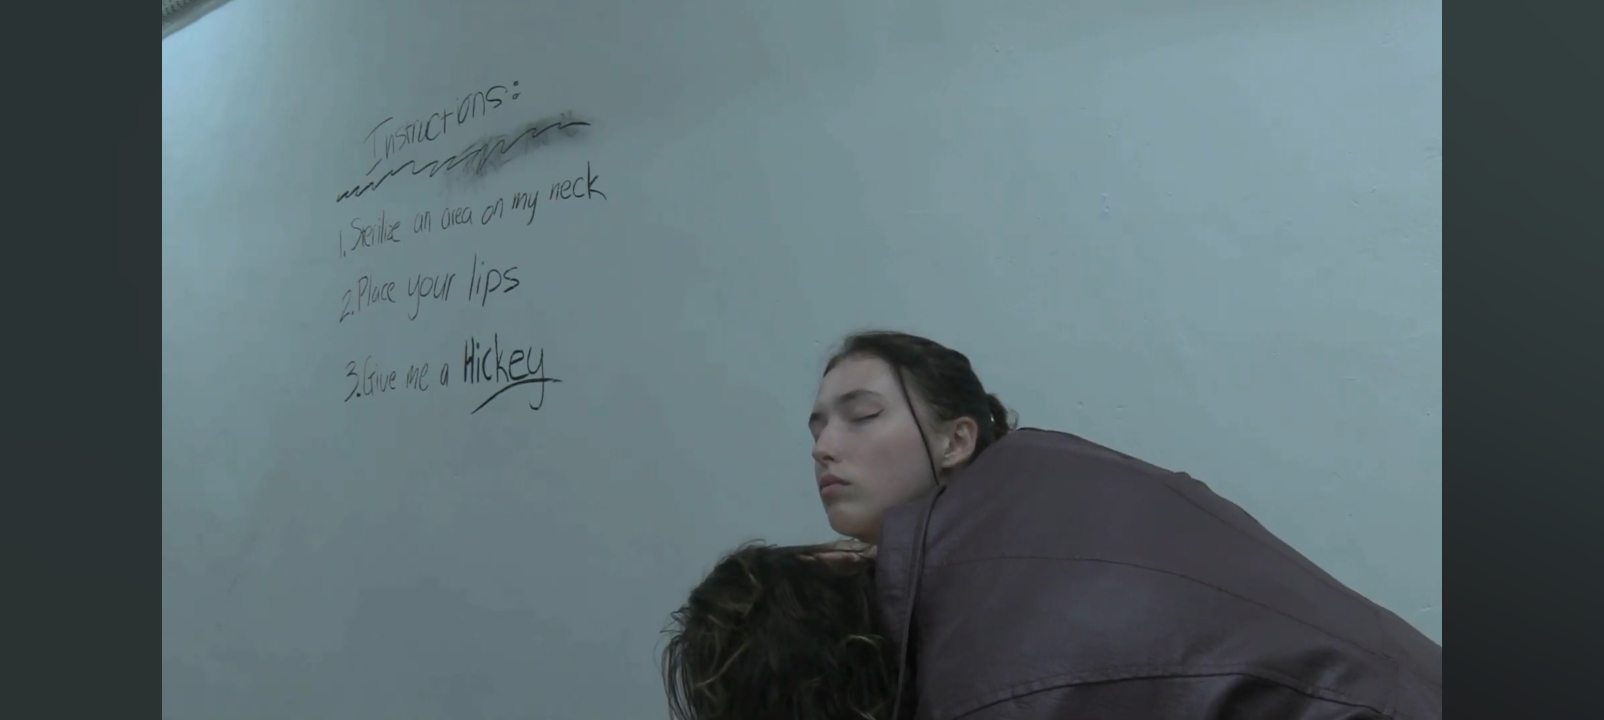 Instructions:
1. Sterilize an area on my neck
2. Place your lips
3. Give me a Hickey